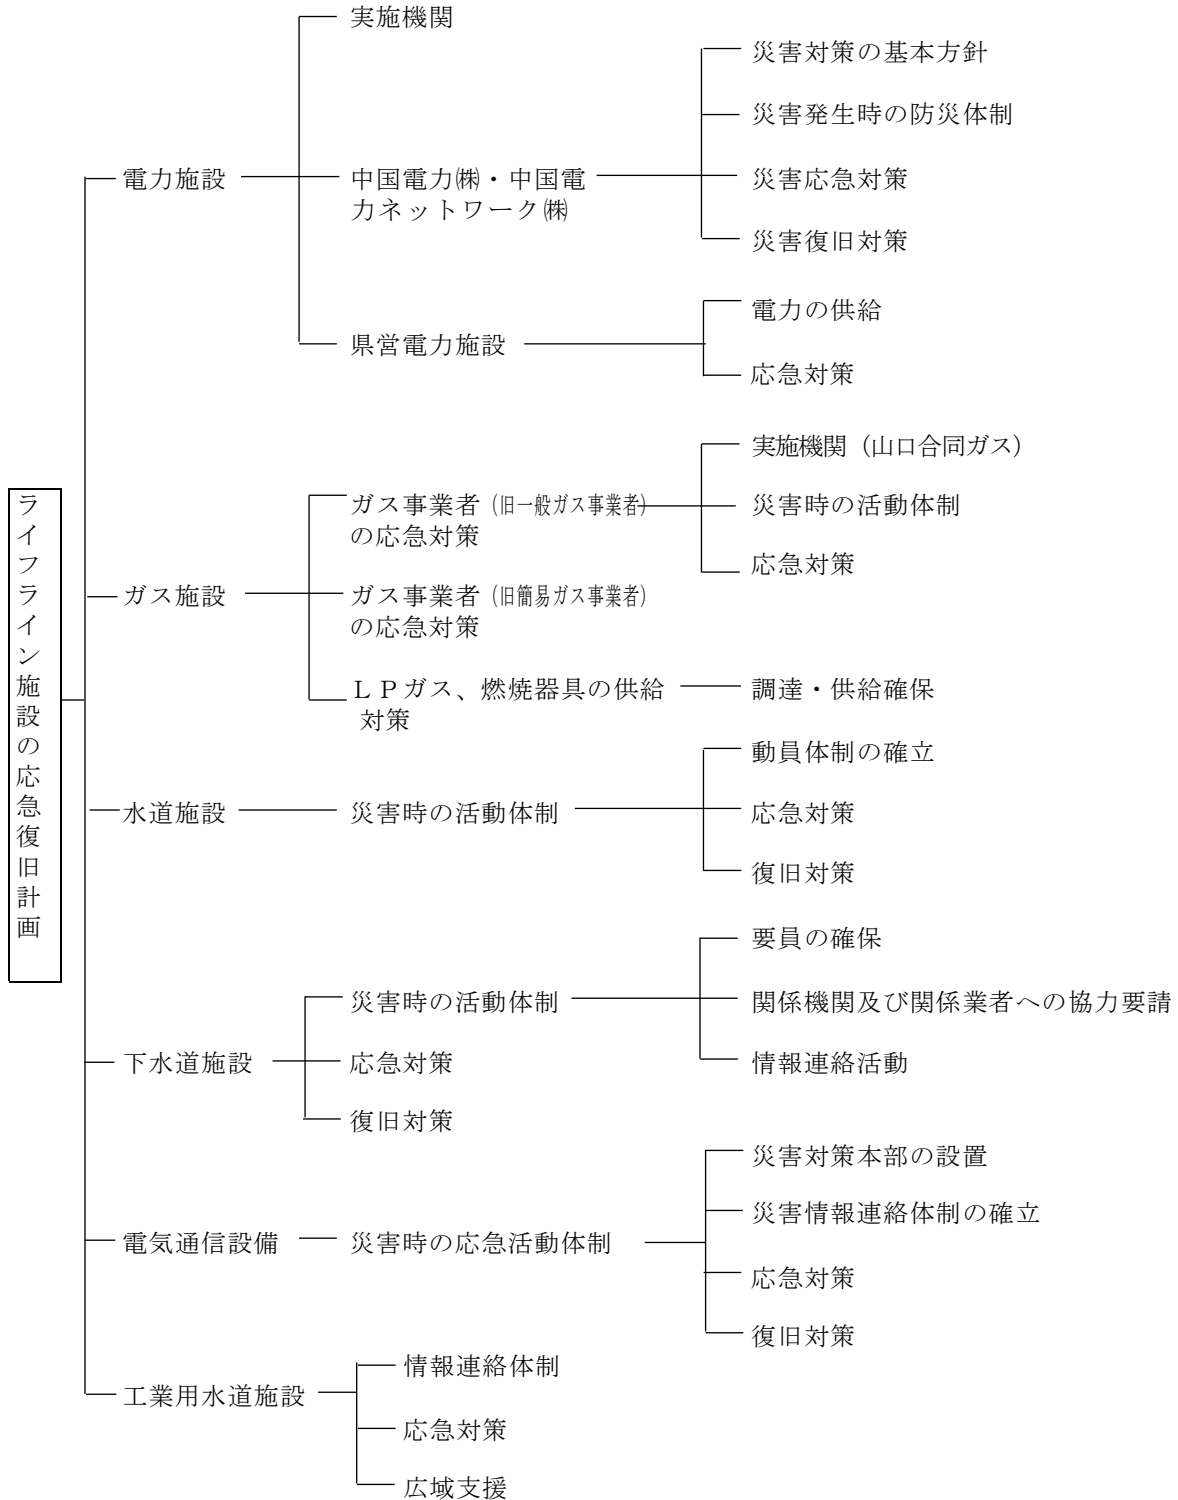 ライフライン施設の応急復旧計画
電力施設
実施機関
中国電力㈱・中国電
力ネットワーク㈱
災害対策の基本方針
災害発生時の防災体制
災害応急対策
災害復旧対策
県営電力施設
電力の供給
応急対策
ガス施設
ガス事業者（旧一般ガス事業者）
の応急対策
実施機関（山口合同ガス）
災害時の活動体制
応急対策
ガス事業者（旧簡易ガス事業者）
の応急対策
ＬＰガス、燃焼器具の供給
対策
調達・供給確保
水道施設
災害時の活動体制
動員体制の確立
応急対策
復旧対策
下水道施設
災害時の活動体制
要員の確保
関係機関及び関係業者への協力要請
情報連絡活動
応急対策
復旧対策
電気通信設備
災害時の応急活動体制
災害対策本部の設置
災害情報連絡体制の確立
応急対策
復旧対策
工業用水道施設
情報連絡体制
応急対策
広域支援